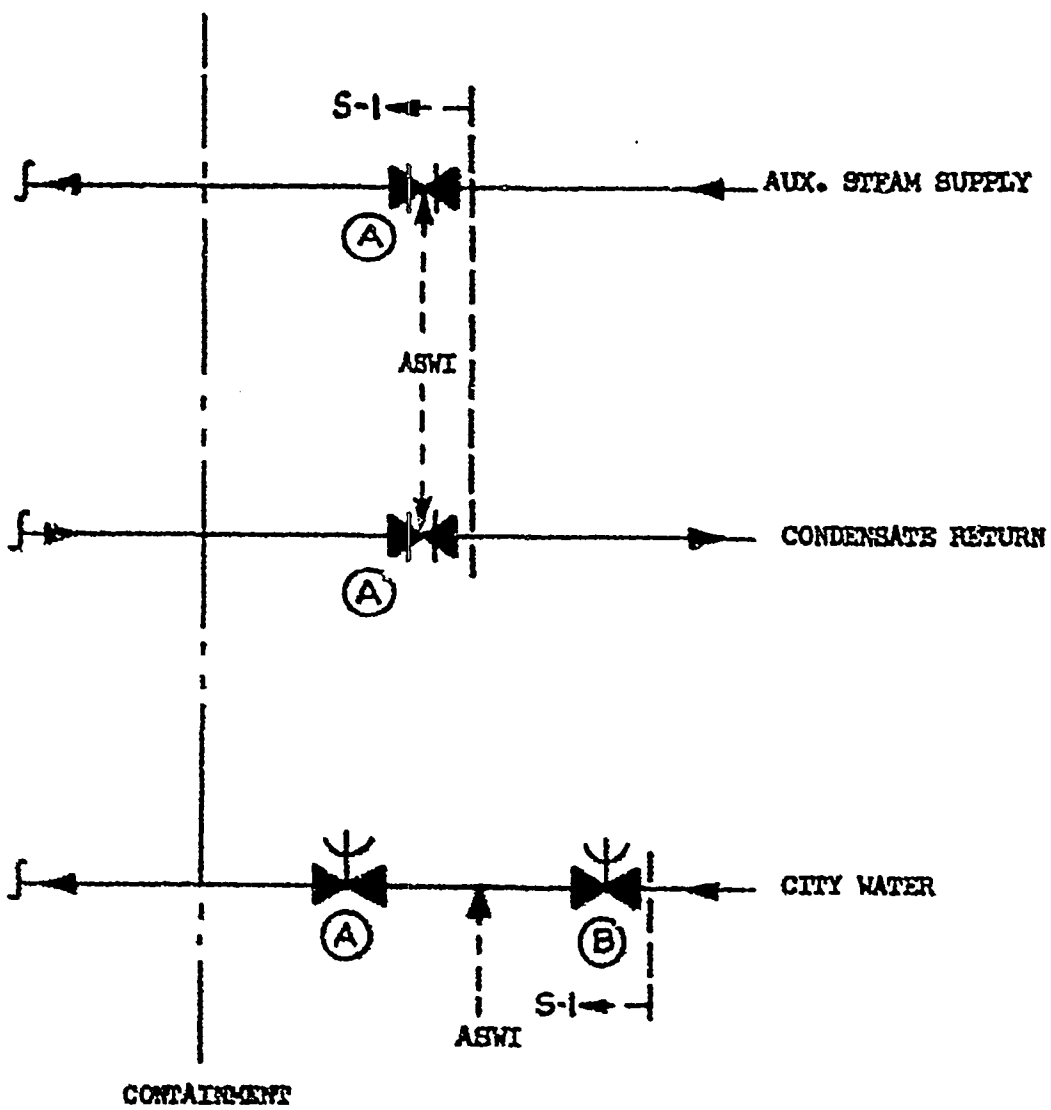 S-1
AUX. STEAM SUPPLY
A
ASWI
CONDENSATE RETURN
A
CITY WATER
A
B
S-1
ASWI
CONTAINMENT